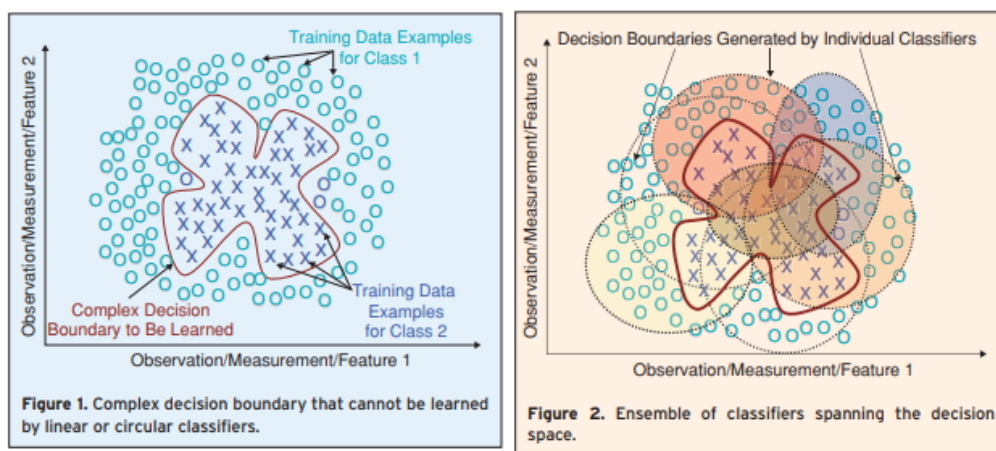 Training Data Examples
for Class 1
Observation/Measurement/Feature 2
Complex Decision
Boundary to Be Learned
Training Data
Examples
for Class 2
Observation/Measurement/Feature 1
Figure 1. Complex decision boundary that cannot be learned
by linear or circular classifiers.
Decision Boundaries Generated by Individual Classifiers
Observation/Measurement/Feature 2
Observation/Measurement/Feature 1
Figure 2. Ensemble of classifiers spanning the decision
space.